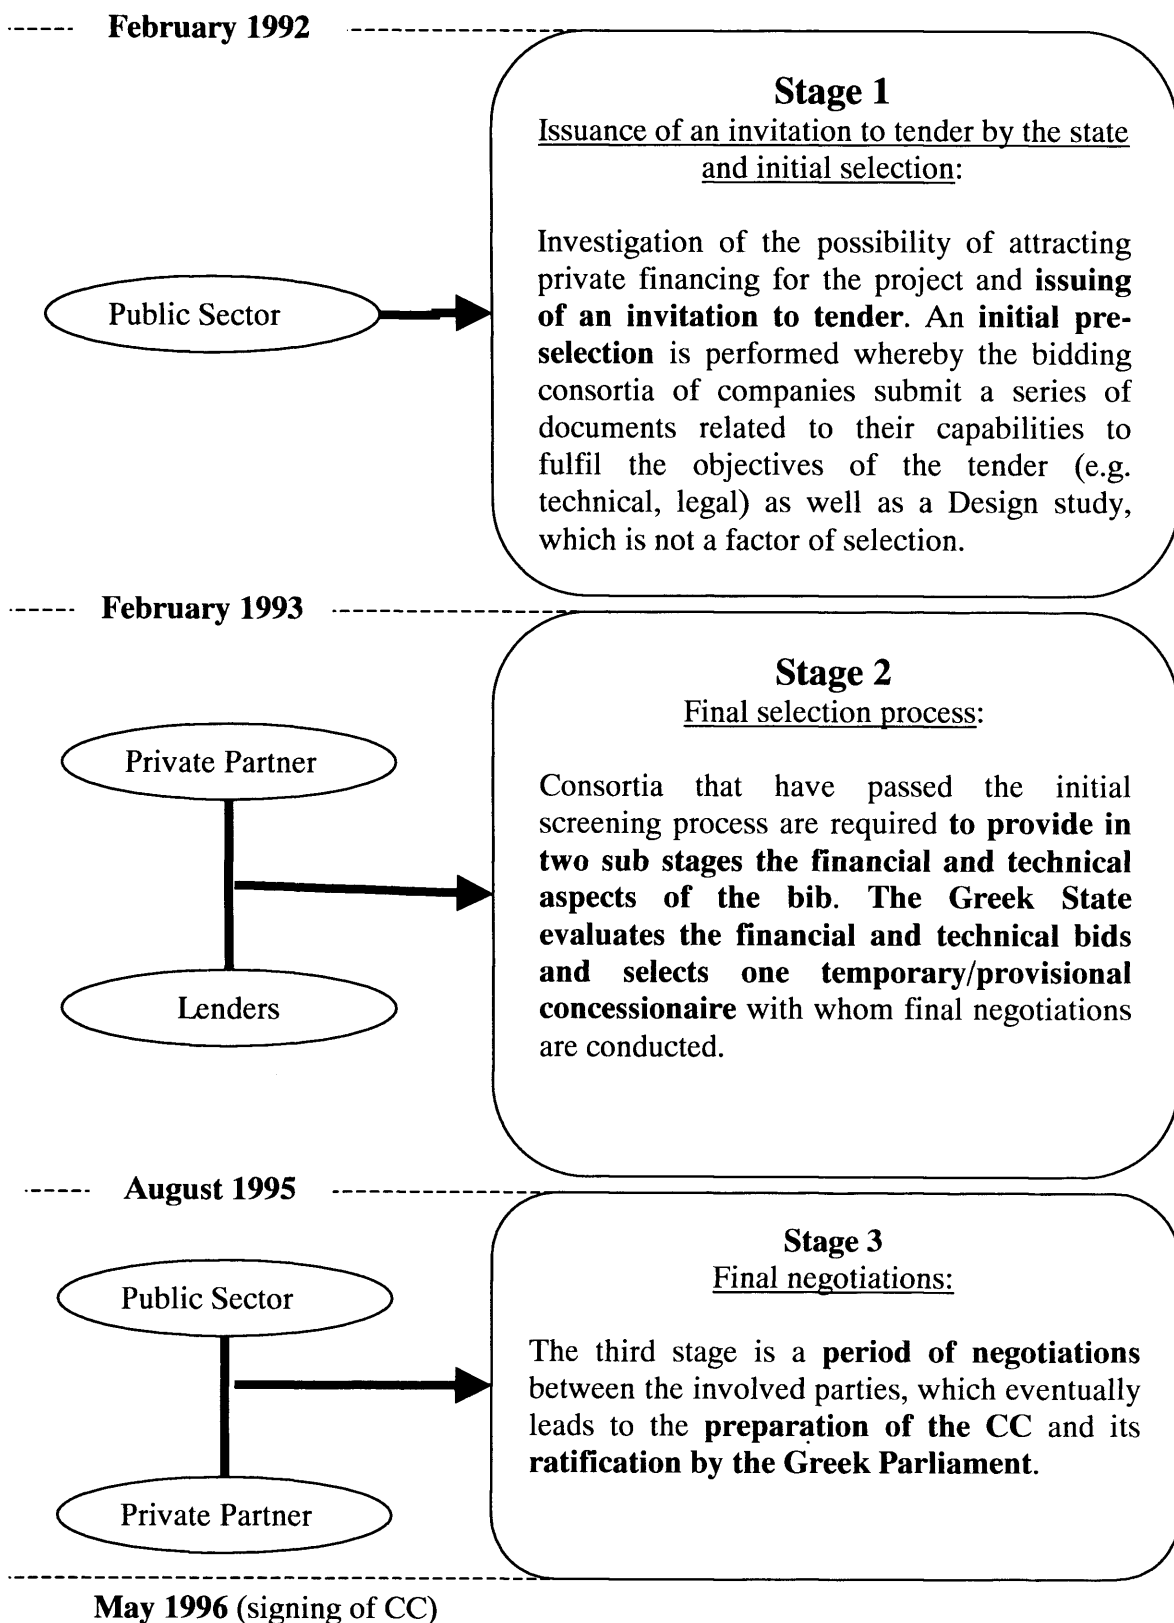 February 1992
Stage 1
Issuance of an invitation to tender by the state
and initial selection:
Investigation of the possibility of attracting
private financing for the project and issuing
of an invitation to tender. An initial pre-
selection is performed whereby the bidding
consortia of companies submit a series of
documents related to their capabilities to
fulfil the objectives of the tender (e.g.
technical, legal) as well as a Design study,
which is not a factor of selection.
Public Sector
February 1993
Stage 2
Final selection process:
Consortia that have passed the initial
screening process are required to provide in
two sub stages the financial and technical
aspects of the bib. The Greek State
evaluates the financial and technical bids
and selects one temporary/provisional
concessionaire with whom final negotiations
are conducted.
Private Partner
Lenders
August 1995
Stage 3
Final negotiations:
The third stage is a period of negotiations
between the involved parties, which eventually
leads to the preparation of the CC and its
ratification by the Greek Parliament.
Public Sector
Private Partner
May 1996 (signing of CC)